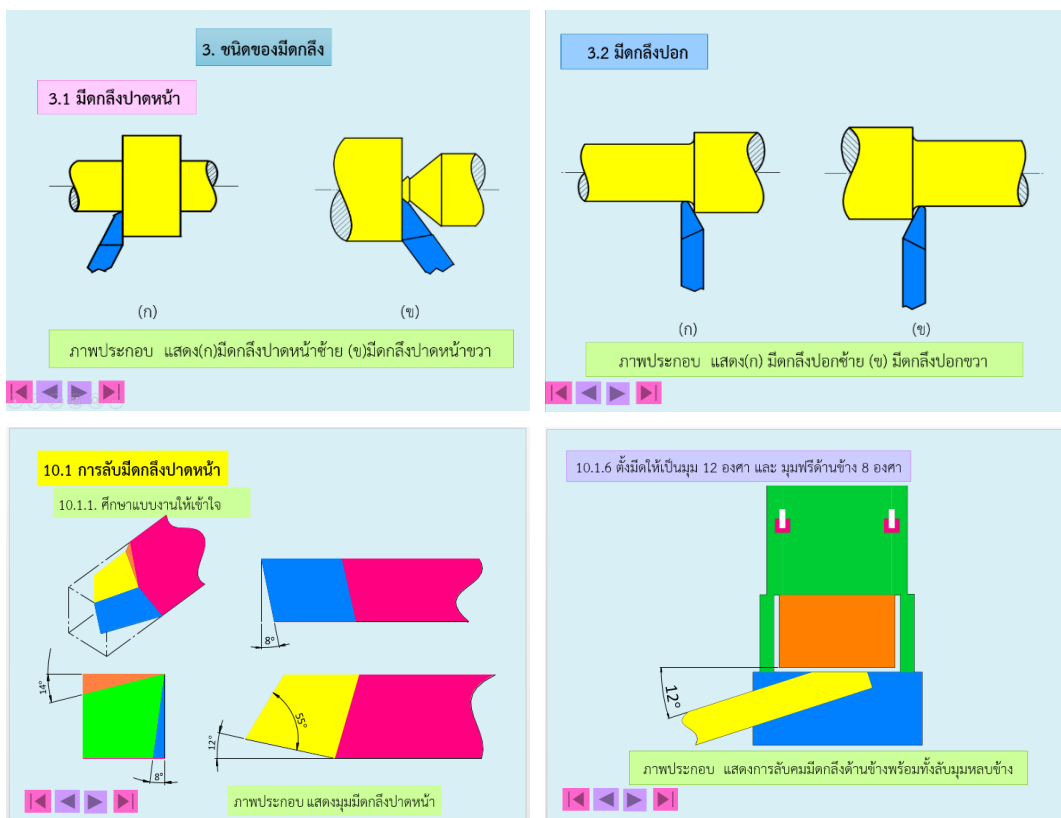 3. ชนิดของมีดกลึง
3.1 มีดกลึงปาดหน้า
(ก)
(ข)
ภาพประกอบ แสดง(ก)มีดกลึงปาดหน้าซ้าย (ข)มีดกลึงปาดหน้าขวา
3.2 มีดกลึงปอก
(ก)
(ข)
ภาพประกอบ แสดง(ก) มีดกลึงปอกซ้าย (ข) มีดกลึงปอกขวา
10.1 การลับมีดกลึงปาดหน้า
10.1.1. ศึกษาแบบงานให้เข้าใจ
8°
14°
8°
55°
12°
ภาพประกอบ แสดงมุมมีดกลึงปาดหน้า
10.1.6 ตั้งมีดให้เป็นมุม 12 องศา และ มุมฟรีด้านข้าง 8 องศา
12°
ภาพประกอบ แสดงการลับคมมีดกลึงด้านข้างพร้อมทั้งลับมุมหลบข้าง